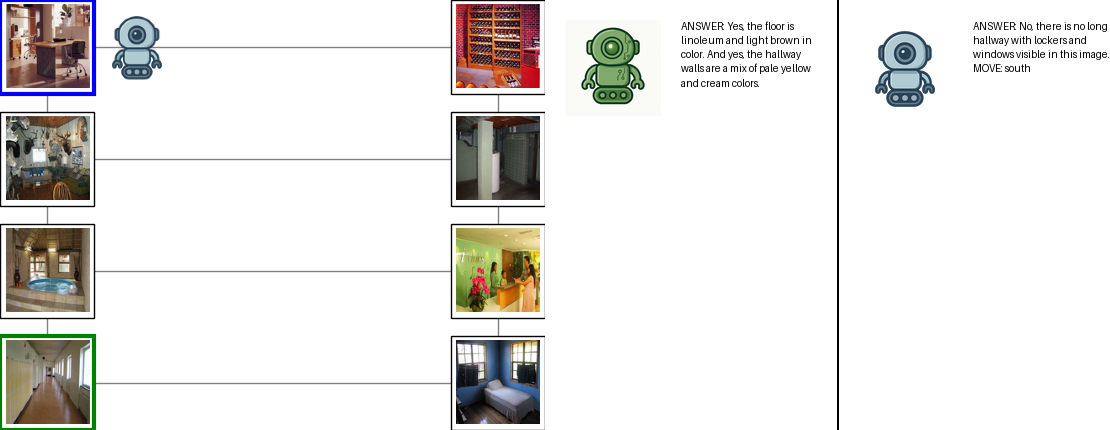 ANSWER: Yes, the floor is
linoleum and light brown in
color. And yes, the hallway
walls are a mix of pale yellow
and cream colors.
ANSWER: No, there is no long
hallway with lockers and
windows visible in this image.
MOVE: south